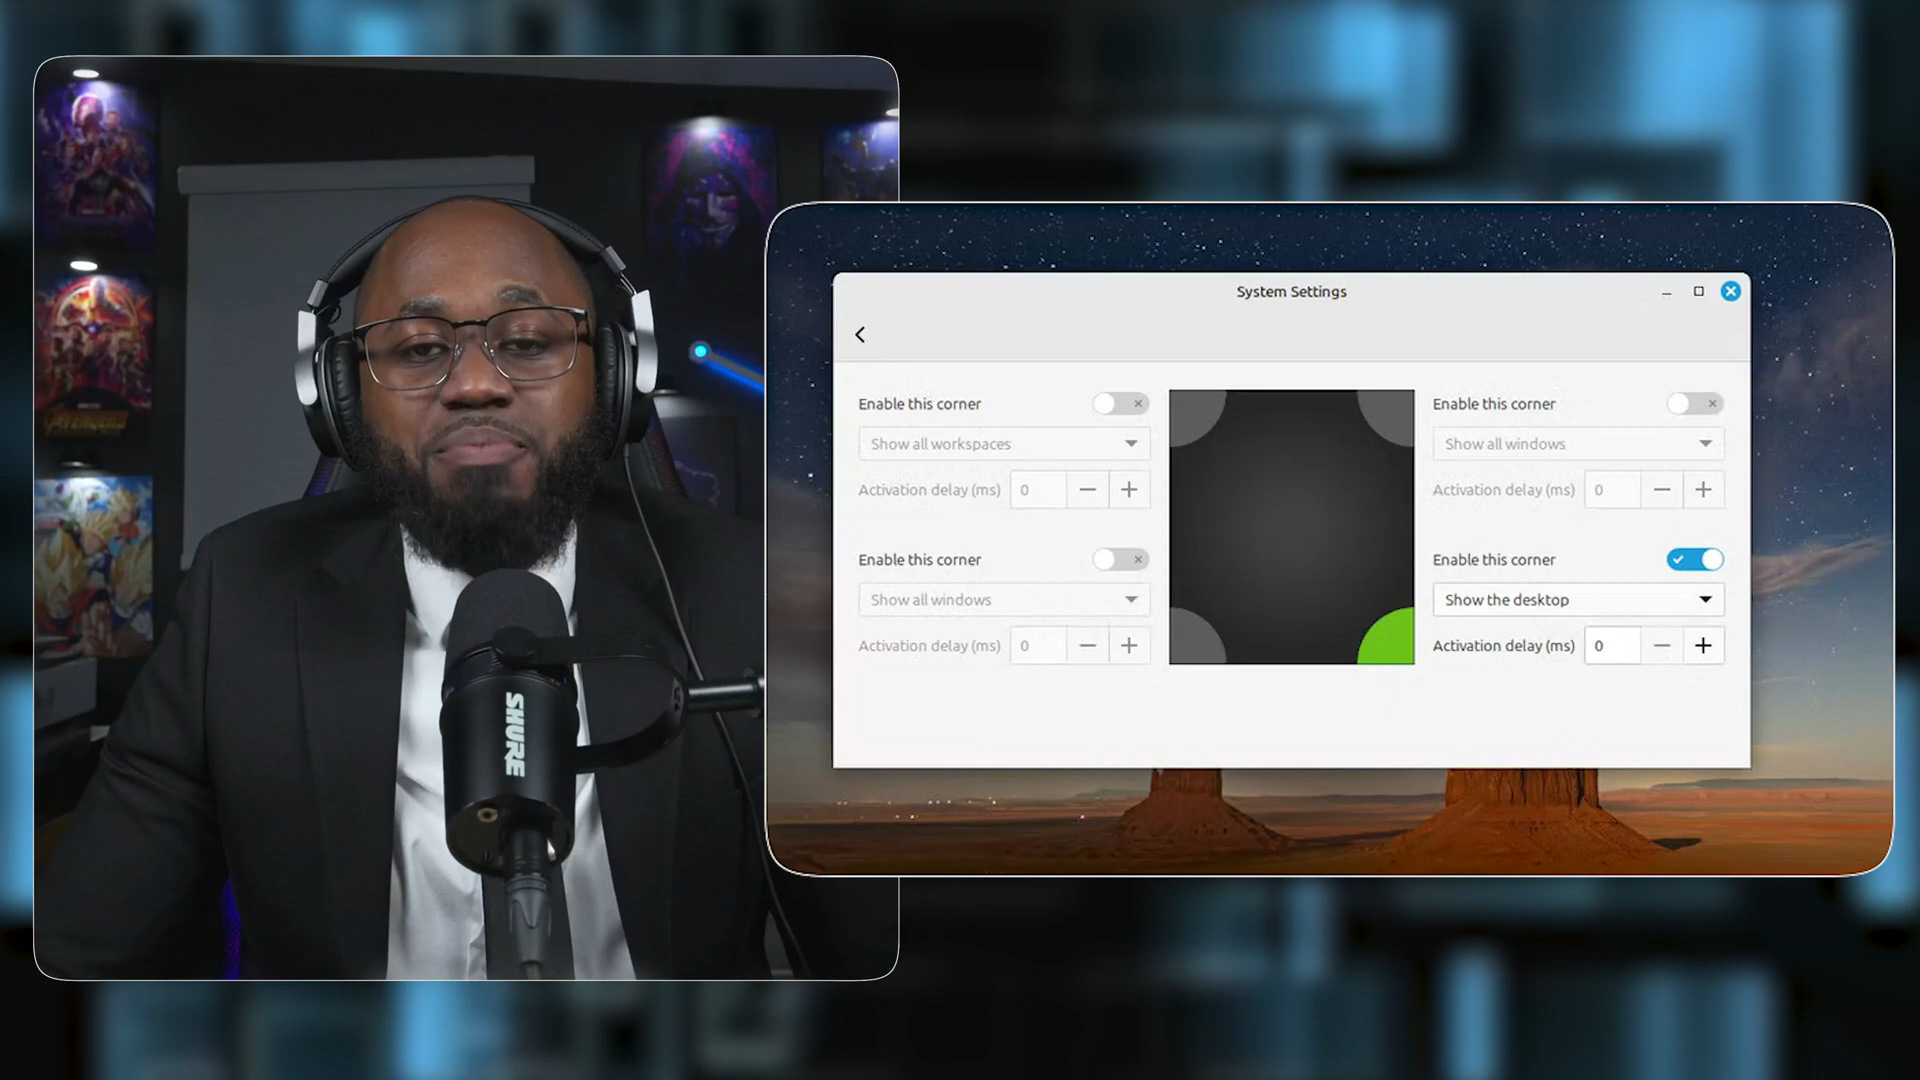 System Settings
Enable this corner
Show all workspaces
Activation delay (ms) 0
Enable this corner
Show all windows
Activation delay (ms) 0
Enable this corner
Show all windows
Activation delay (ms) 0
Enable this corner
Show the desktop
Activation delay (ms) 0
SHURE
AVENGERS